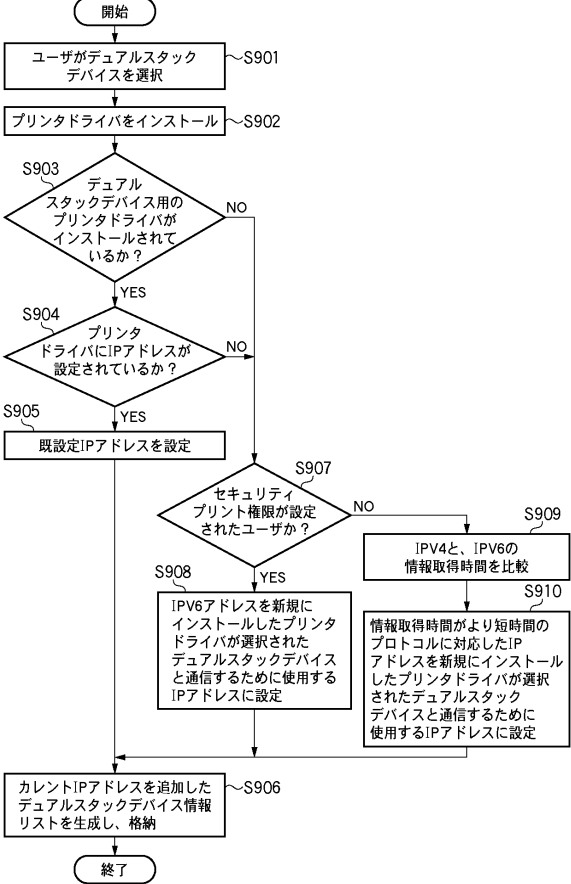 開始
ユーザがデュアルスタック
デバイスを選択
S901
プリンタドライバをインストール
S902
S903
デュアル
スタックデバイス用の
プリンタドライバが
インストールされて
いるか？
NO
YES
S904
プリンタ
ドライバにIPアドレスが
設定されているか？
NO
YES
S905
既設定IPアドレスを設定
S907
セキュリティ
プリント権限が設定
されたユーザか？
NO
YES
S909
IPV4と、IPV6の
情報取得時間を比較
S908
IPV6アドレスを新規に
インストールしたプリンタ
ドライバが選択された
デュアルスタックデバイス
と通信するために使用する
IPアドレスに設定
S910
情報取得時間がより短時間の
プロトコルに対応したIP
アドレスを新規にインストール
したプリンタドライバが選択
されたデュアルスタック
デバイスと通信するために
使用するIPアドレスに設定
カレントIPアドレスを追加した
デュアルスタックデバイス情報
リストを生成し、格納
S906
終了